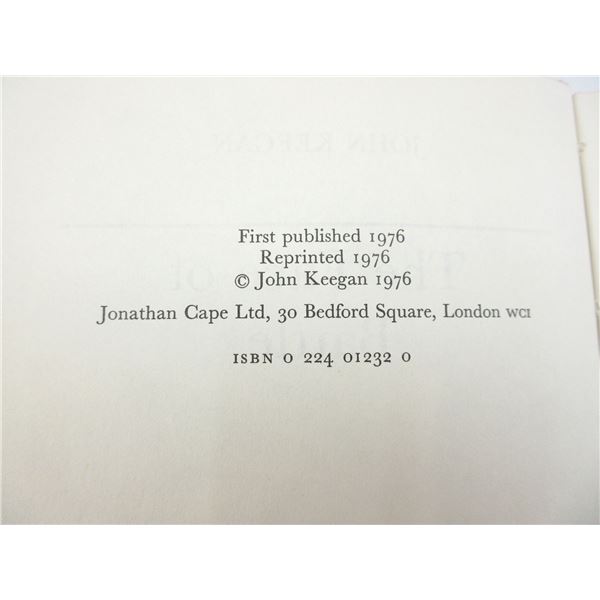 First published 1976
Reprinted 1976
© John Keegan 1976
Jonathan Cape Ltd, 30 Bedford Square, London WC1
ISBN 0 224 01232 0